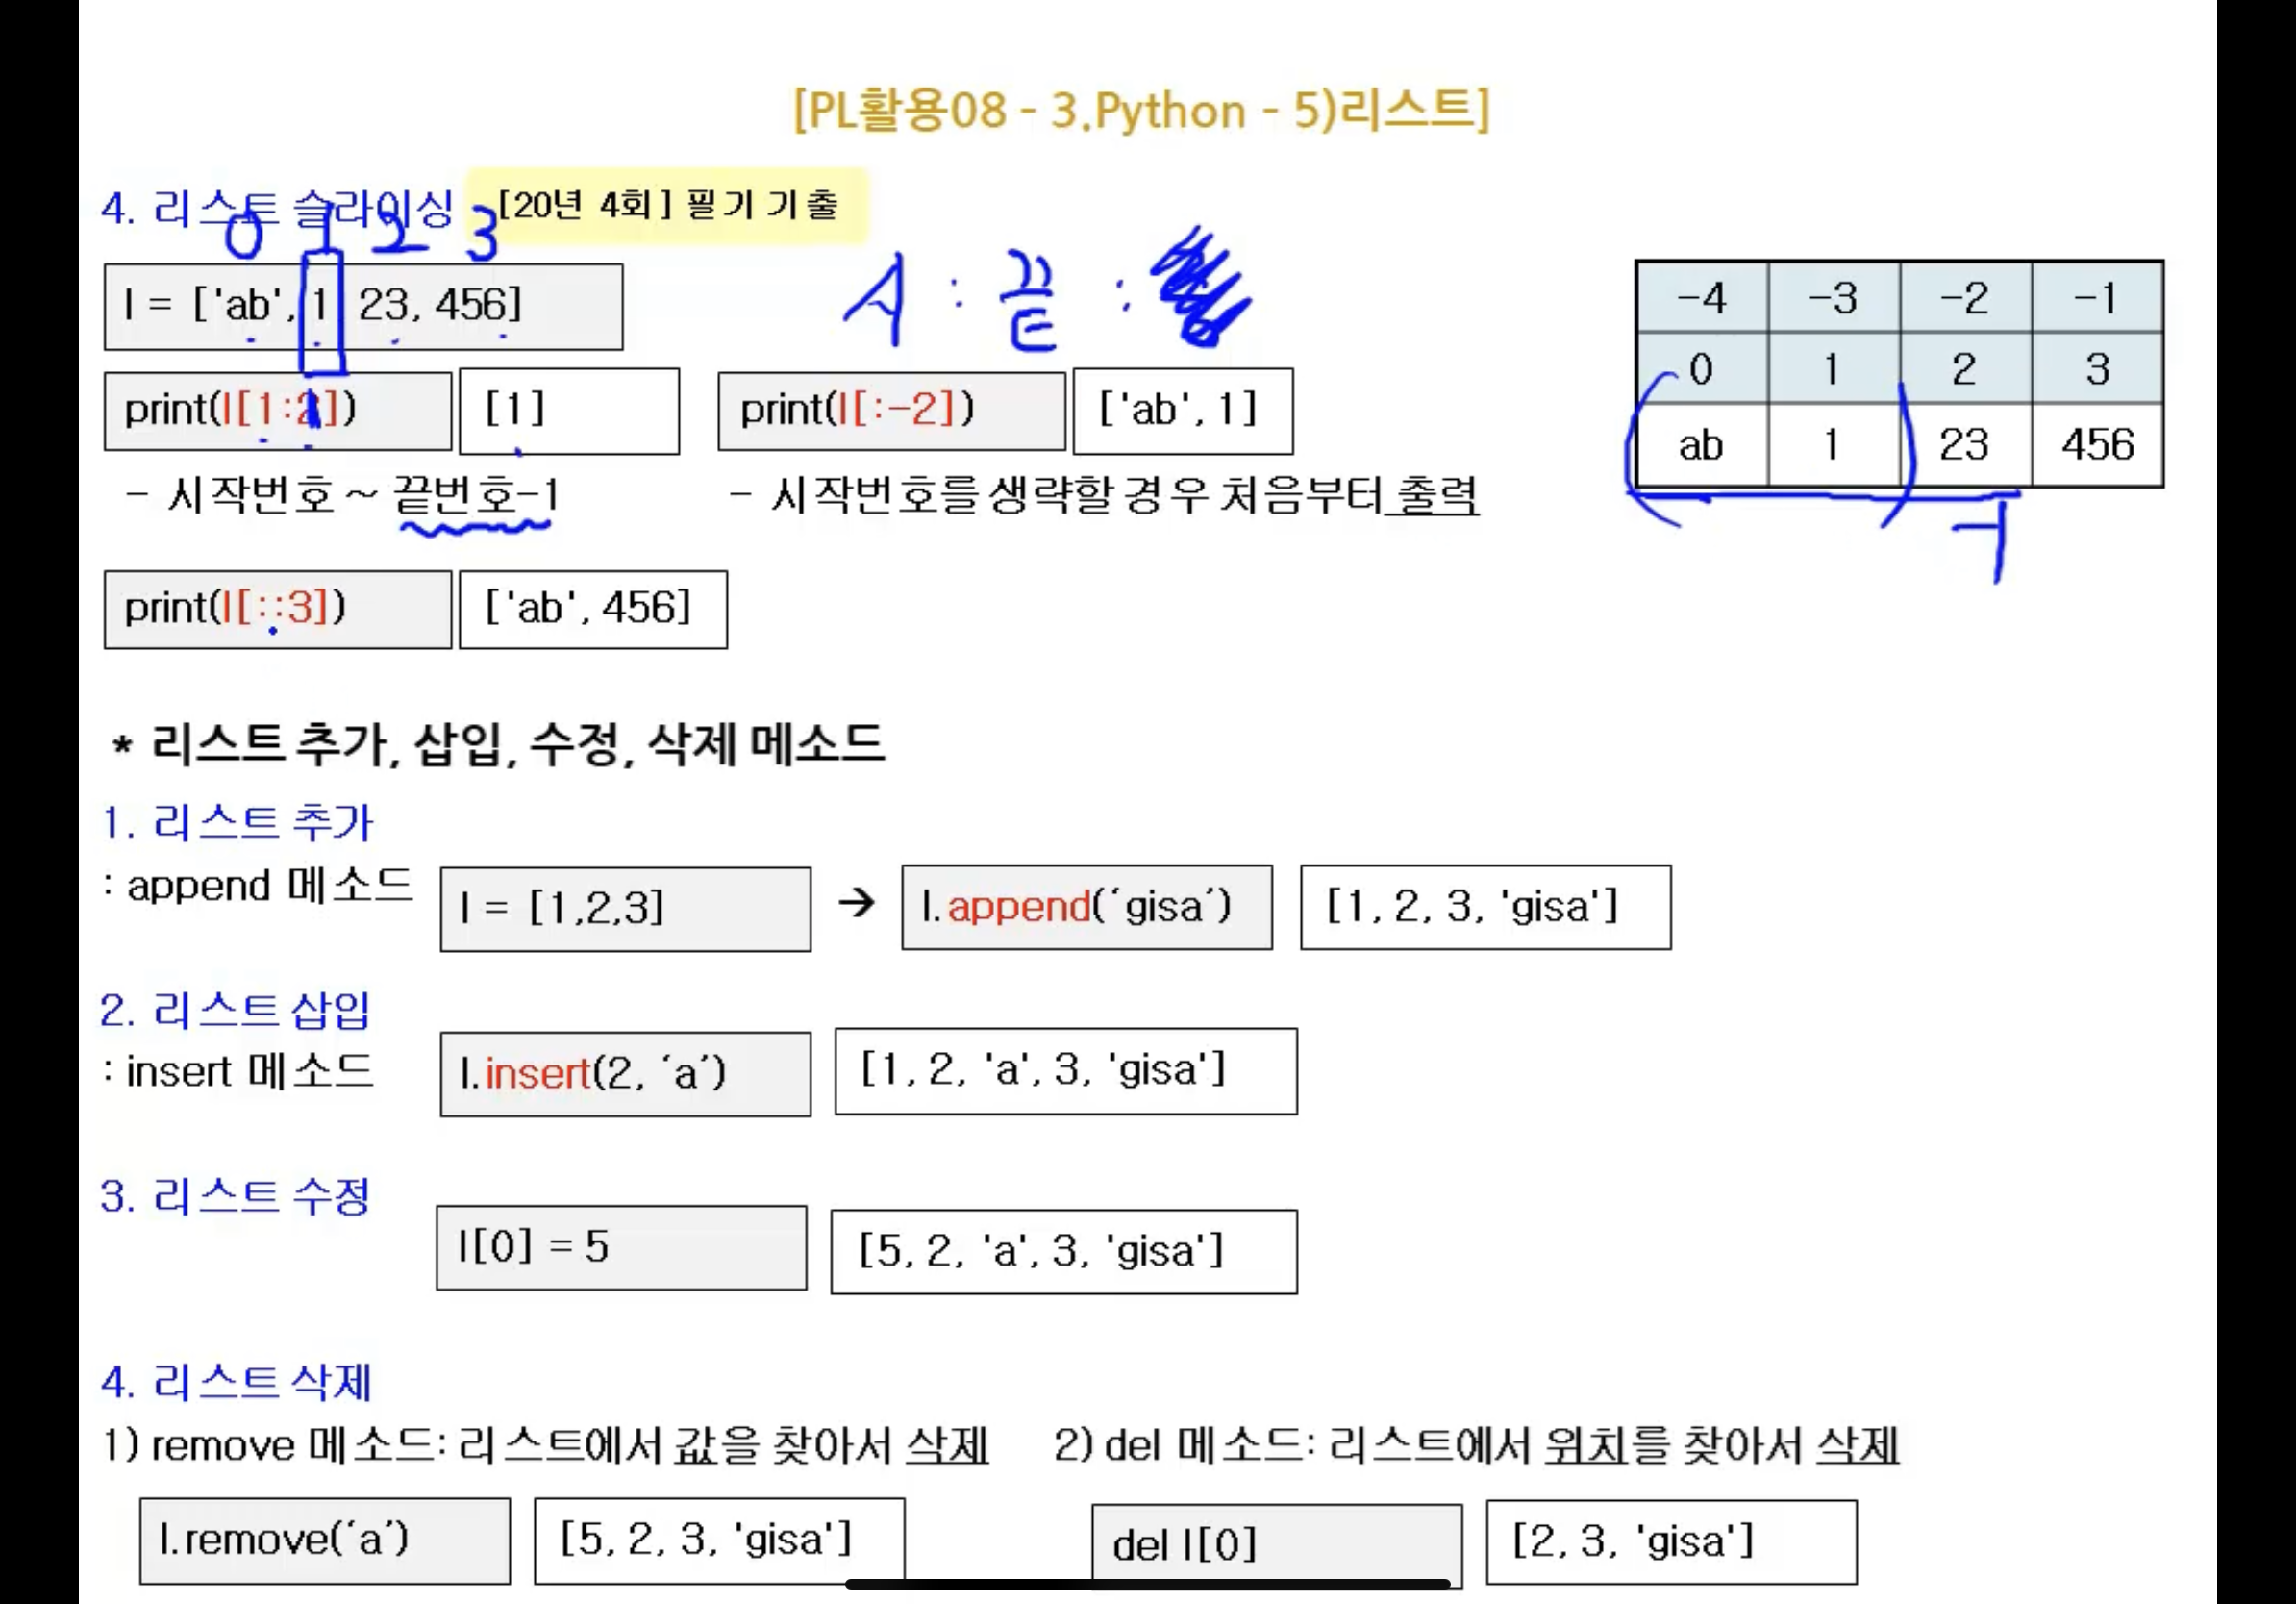 [PL활용08 - 3.Python - 5)리스트]
4. 리스트 슬라이싱 [20년 4회] 필기 기출
0 1 2 3
l = ['ab', 1 23, 456]
: 끝 :
-4 -3 -2 -1
0 1 2 3
ab 1 23 456
-1
print(l[1:2]) [1] print(l[:-2]) ['ab', 1]
- 시작번호 ~ 끝번호-1 - 시작번호를 생략할 경우 처음부터 출력
print(l[::3]) ['ab', 456]
* 리스트 추가, 삽입, 수정, 삭제 메소드
1. 리스트 추가
: append 메소드 l = [1,2,3] → l.append(‘gisa’) [1, 2, 3, 'gisa']
2. 리스트 삽입
: insert 메소드 l.insert(2, ‘a’) [1, 2, 'a', 3, 'gisa']
3. 리스트 수정
l[0] = 5 [5, 2, 'a', 3, 'gisa']
4. 리스트 삭제
1) remove 메소드: 리스트에서 값을 찾아서 삭제 2) del 메소드: 리스트에서 위치를 찾아서 삭제
l.remove(‘a’) [5, 2, 3, 'gisa'] del l[0] [2, 3, 'gisa']